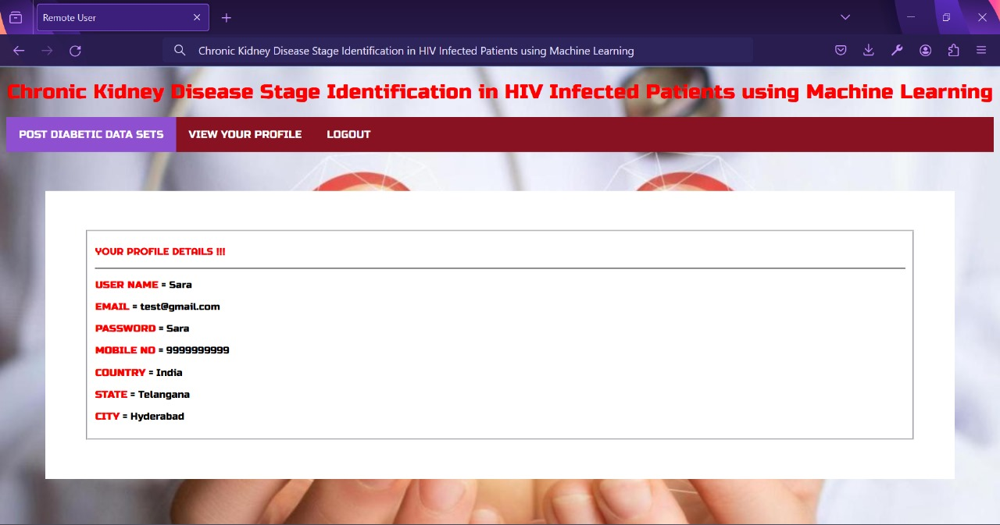 Remote User
Chronic Kidney Disease Stage Identification in HIV Infected Patients using Machine Learning
Chronic Kidney Disease Stage Identification in HIV Infected Patients using Machine Learning
POST DIABETIC DATA SETS VIEW YOUR PROFILE LOGOUT
YOUR PROFILE DETAILS !!!
USER NAME = Sara
EMAIL = test@gmail.com
PASSWORD = Sara
MOBILE NO = 9999999999
COUNTRY = India
STATE = Telangana
CITY = Hyderabad